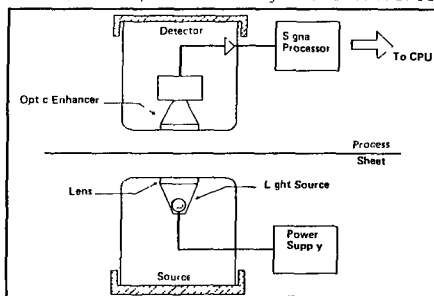 Detector
S gna
Processor
To CPU
Opt c Enhancer
Process
Sheet
Lens
L ght Source
Power
Supp y
Source